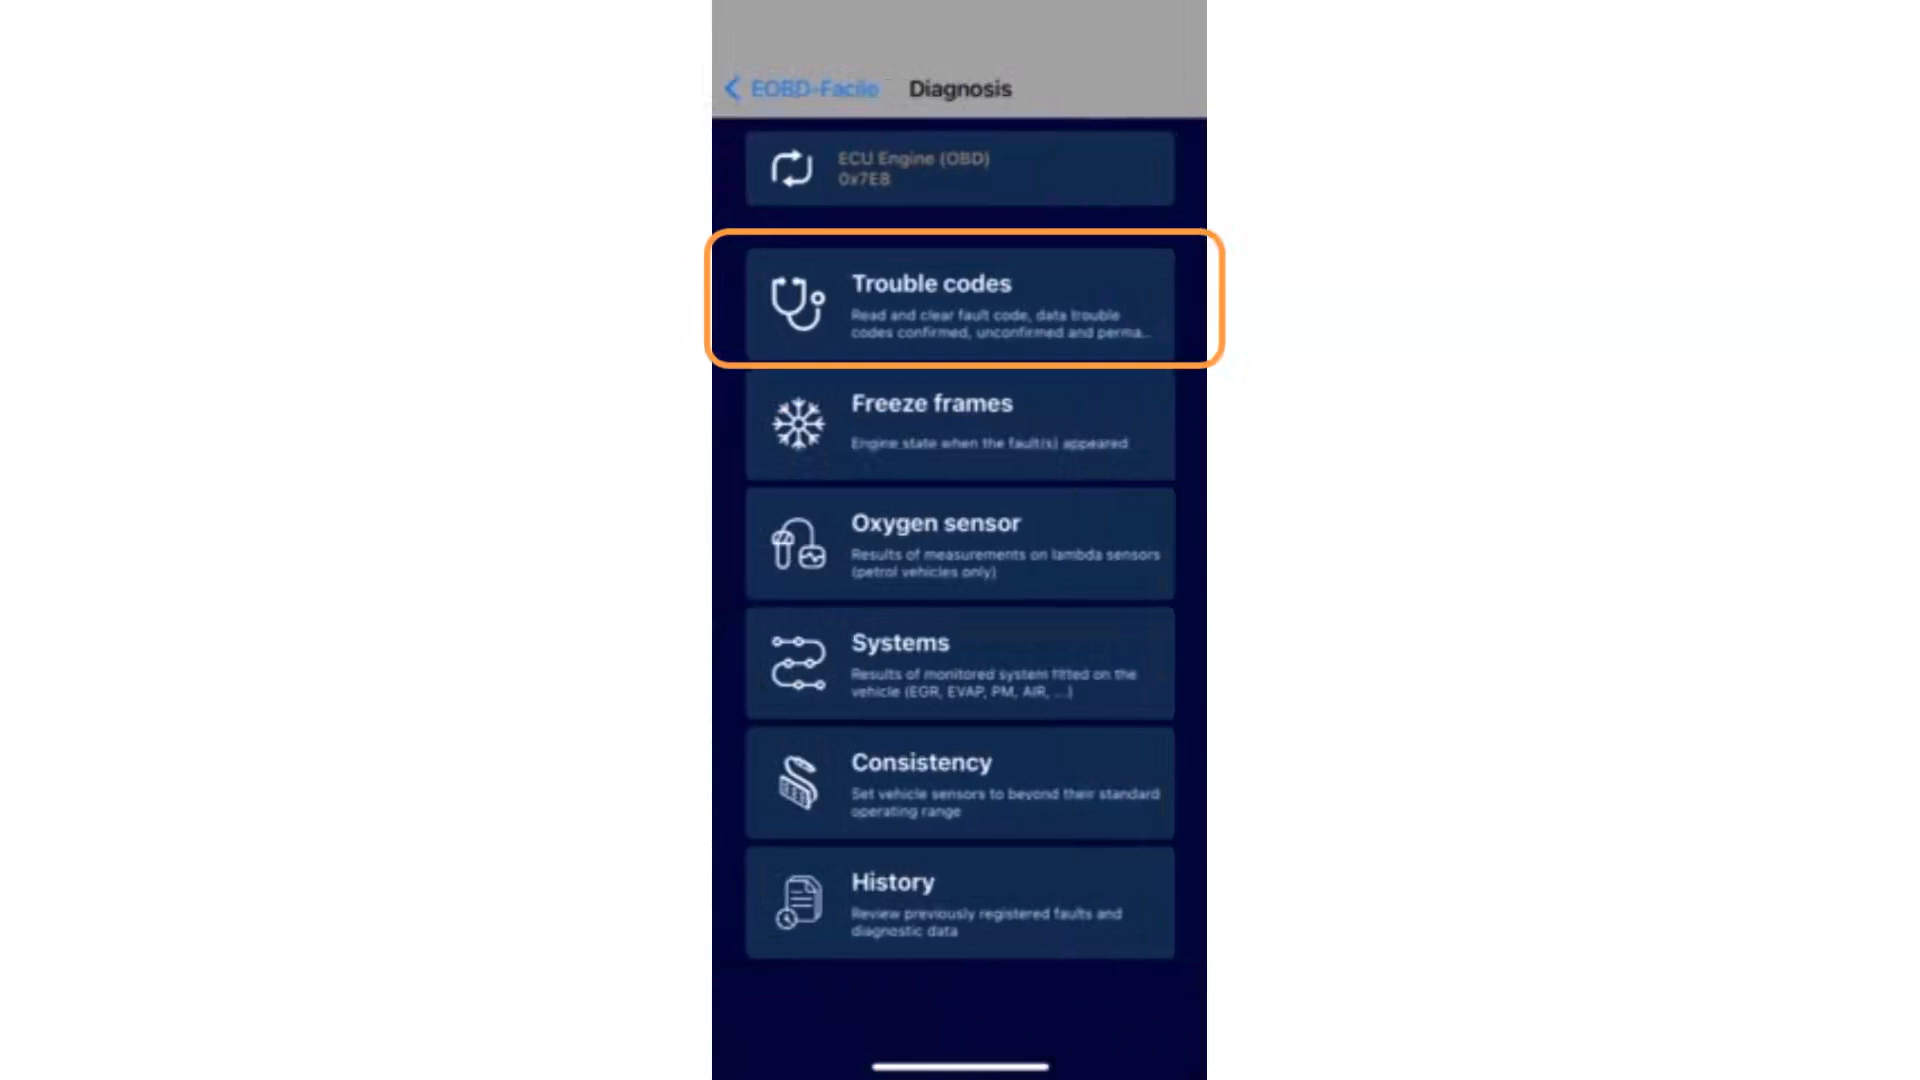 EOBD-Facile Diagnosis
ECU Engine (OBD)
0x7E8
Trouble codes
Read and clear fault code, data trouble
codes confirmed, unconfirmed and perma...
Freeze frames
Engine state when the fault(s) appeared
Oxygen sensor
Results of measurements on lambda sensors
(petrol vehicles only)
Systems
Results of monitored system fitted on the
vehicle (EGR, EVAP, PM, AIR, ...)
Consistency
Set vehicle sensors to beyond their standard
operating range
History
Review previously registered faults and
diagnostic data